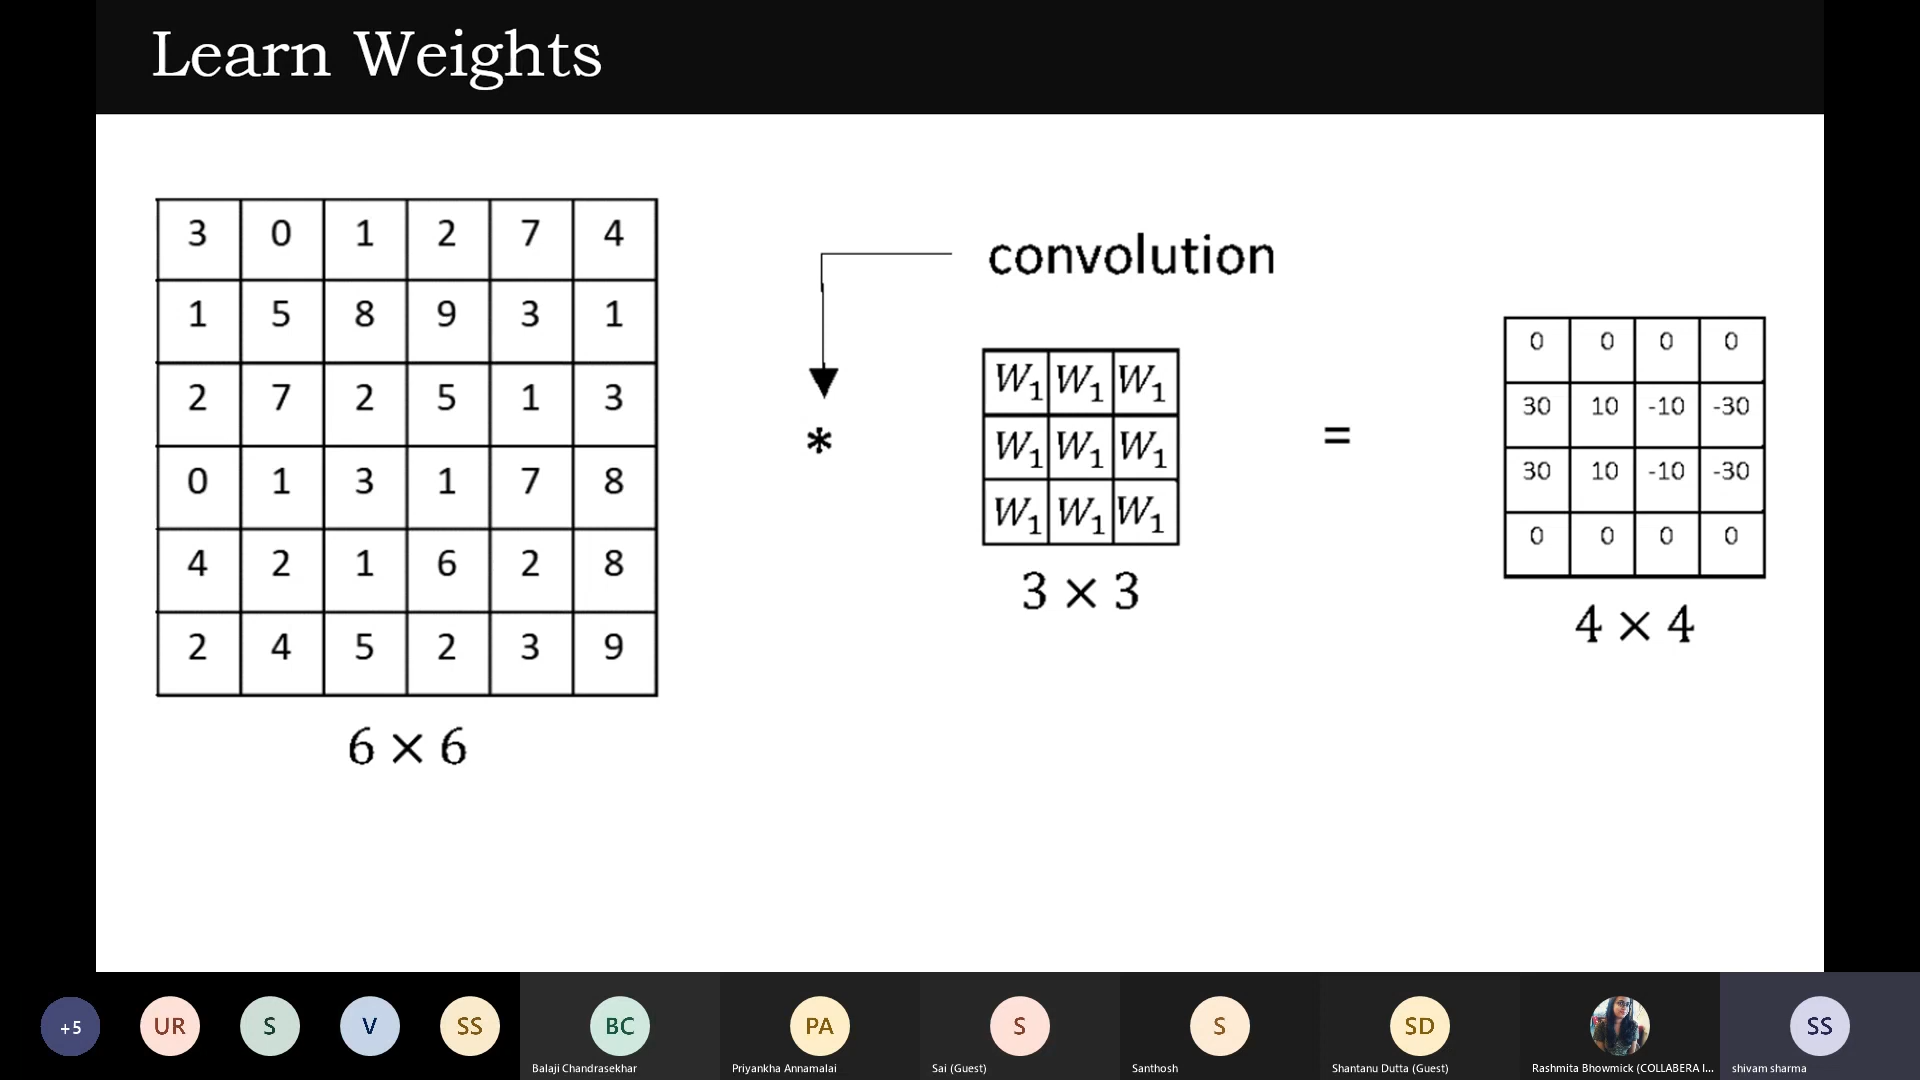 Learn Weights
3 0 1 2 7 4
1 5 8 9 3 1
2 7 2 5 1 3
0 1 3 1 7 8
4 2 1 6 2 8
2 4 5 2 3 9
6 × 6
convolution
*
W₁ W₁ W₁
W₁ W₁ W₁
W₁ W₁ W₁
3 × 3
=
0 0 0 0
30 10 -10 -30
30 10 -10 -30
0 0 0 0
4 × 4
+5 UR S V SS BC PA S S SD SS
Balaji Chandrasekhar Priyankha Annamalai Sai (Guest) Santhosh Shantanu Dutta (Guest) Rashmita Bhowmick (COLLABERA I... shivam sharma